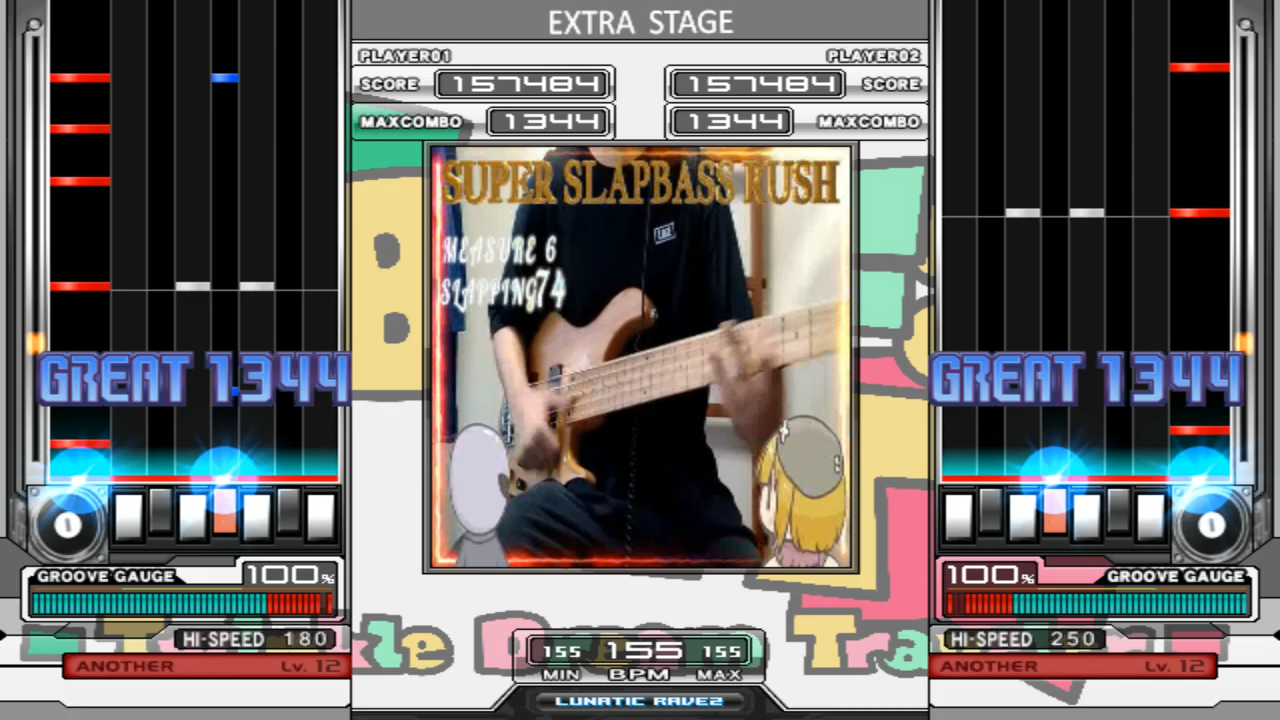 EXTRA STAGE
PLAYER01
PLAYER02
SCORE 157484
157484 SCORE
MAXCOMBO 1344
1344 MAXCOMBO
SUPER SLAPBASS RUSH
MEASURE 6
SLAPPING74
GREAT 1344
GREAT 1344
GROOVE GAUGE 100%
100% GROOVE GAUGE
HI-SPEED 180
HI-SPEED 250
ANOTHER Lv. 12
ANOTHER Lv. 12
155 155 155
MIN BPM MAX
LUNATIC RAVE2